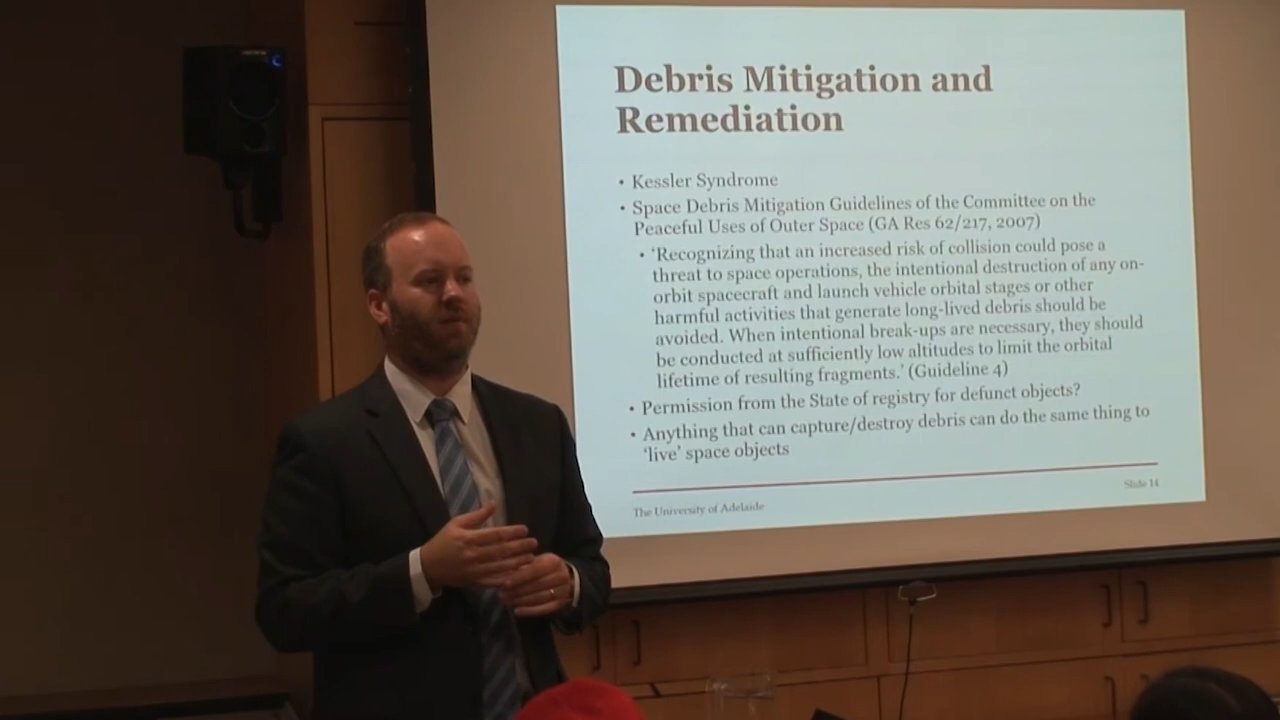 Debris Mitigation and
Remediation
• Kessler Syndrome
• Space Debris Mitigation Guidelines of the Committee on the
Peaceful Uses of Outer Space (GA Res 62/217, 2007)
• 'Recognizing that an increased risk of collision could pose a
threat to space operations, the intentional destruction of any on-
orbit spacecraft and launch vehicle orbital stages or other
harmful activities that generate long-lived debris should be
avoided. When intentional break-ups are necessary, they should
be conducted at sufficiently low altitudes to limit the orbital
lifetime of resulting fragments.' (Guideline 4)
• Permission from the State of registry for defunct objects?
• Anything that can capture/destroy debris can do the same thing to
'live' space objects
The University of Adelaide
Slide 14